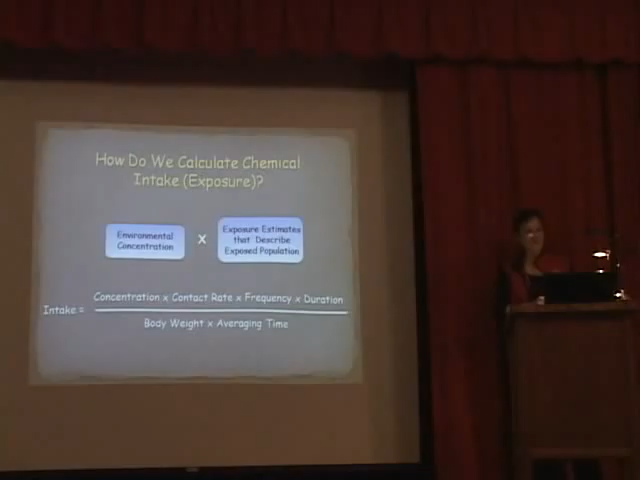 How Do We Calculate Chemical
Intake (Exposure)?
Environmental
Concentration
x
Exposure Estimates
that Describe
Exposed Population
Intake =
Concentration x Contact Rate x Frequency x Duration
Body Weight x Averaging Time